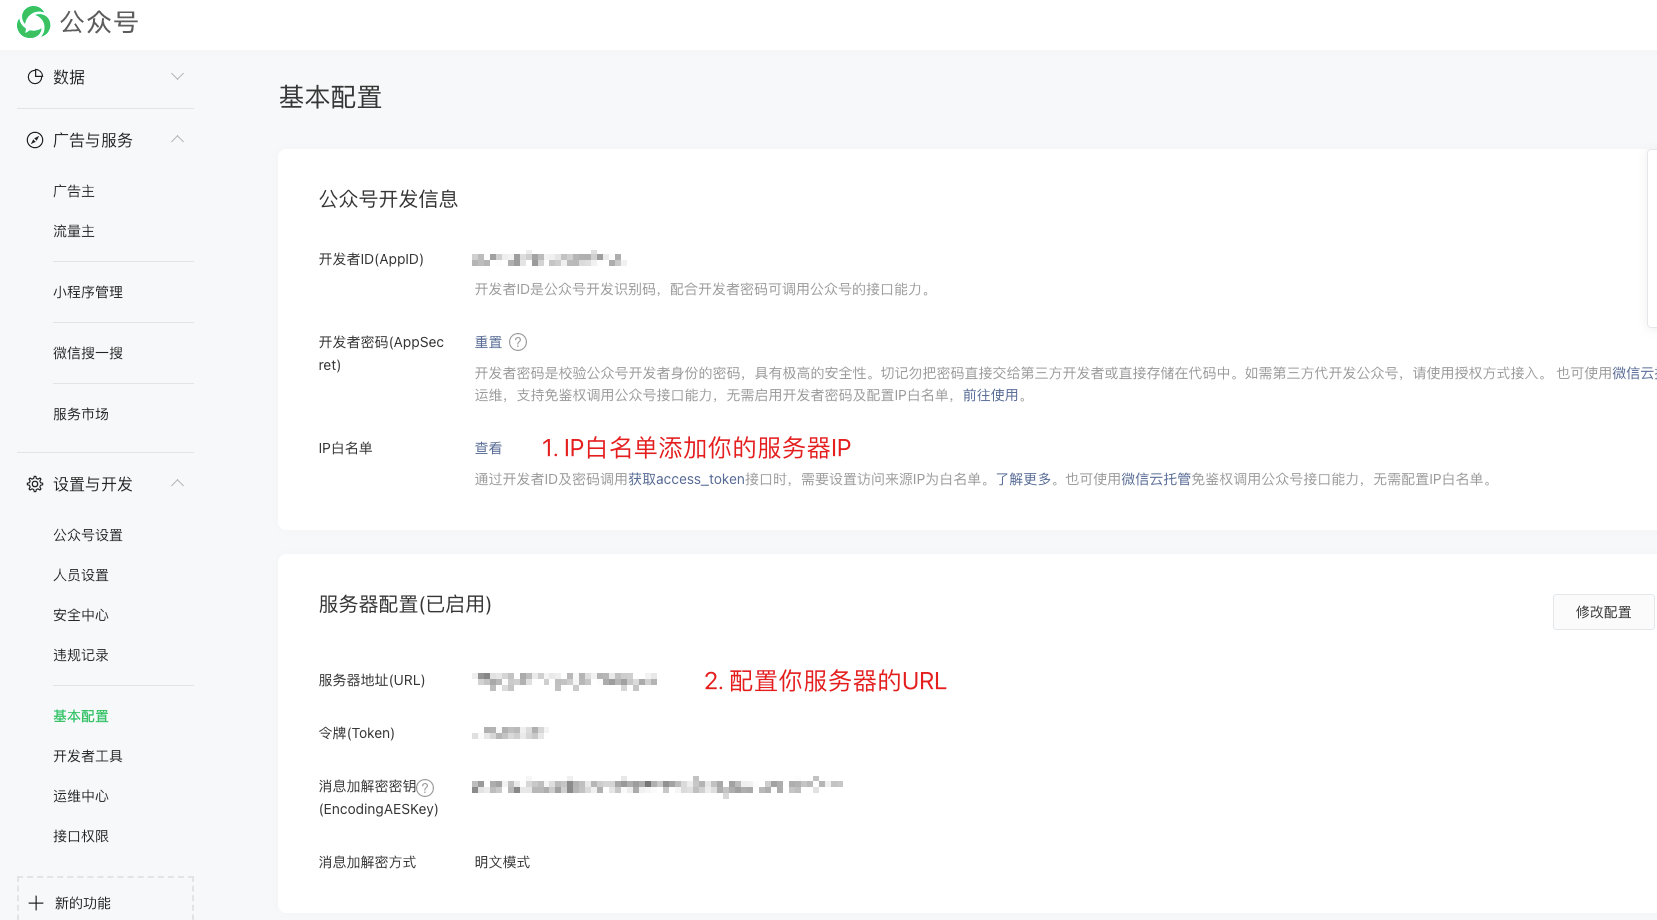 公众号
数据
广告与服务
广告主
流量主
小程序管理
微信搜一搜
服务市场
设置与开发
公众号设置
人员设置
安全中心
违规记录
基本配置
开发者工具
运维中心
接口权限
新的功能
基本配置
公众号开发信息
开发者ID(AppID)
开发者ID是公众号开发识别码，配合开发者密码可调用公众号的接口能力。
开发者密码(AppSec
ret)
重置
开发者密码是校验公众号开发者身份的密码，具有极高的安全性。切记勿把密码直接交给第三方开发者或直接存储在代码中。如需第三方代开发公众号，请使用授权方式接入。 也可使用微信云
运维，支持免鉴权调用公众号接口能力，无需启用开发者密码及配置IP白名单，前往使用。
IP白名单
查看
1. IP白名单添加你的服务器IP
通过开发者ID及密码调用获取access_token接口时，需要设置访问来源IP为白名单。了解更多。也可使用微信云托管免鉴权调用公众号接口能力，无需配置IP白名单。
服务器配置(已启用)
修改配置
服务器地址(URL)
2. 配置你服务器的URL
令牌(Token)
消息加解密密钥
(EncodingAESKey)
消息加解密方式
明文模式